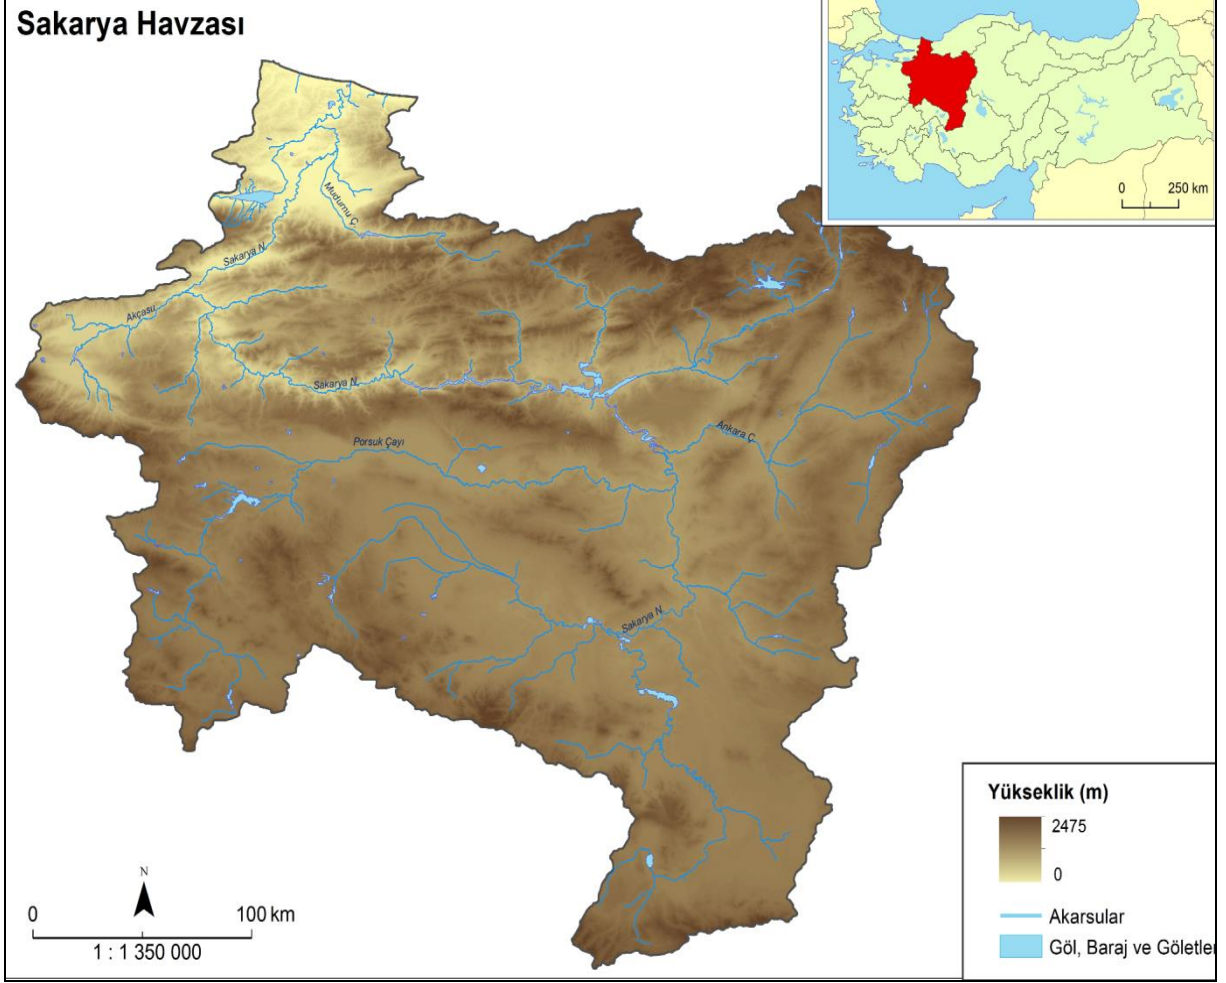 Sakarya Havzası
0 250 km
Mudurnu Ç.
Sakarya N.
Akçasu
Sakarya N.
Porsuk Çayı
Ankara Ç.
Sakarya N.
Yükseklik (m)
2475
0
N
0 100 km
1 : 1 350 000
Akarsular
Göl, Baraj ve Göletler